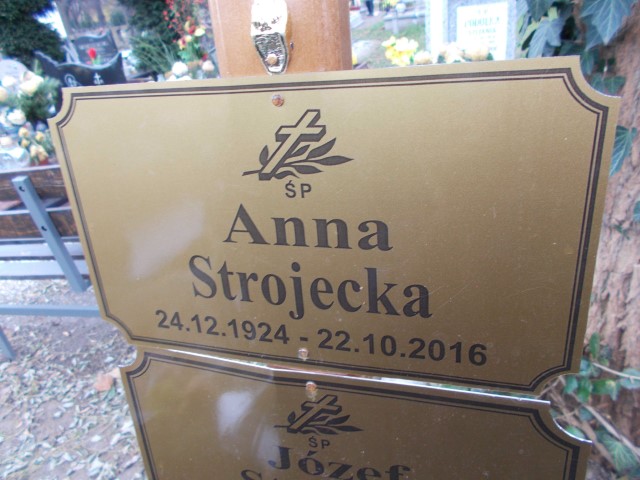 ŚP
Anna
Strojecka
24.12.1924 - 22.10.2016
ŚP
Józef